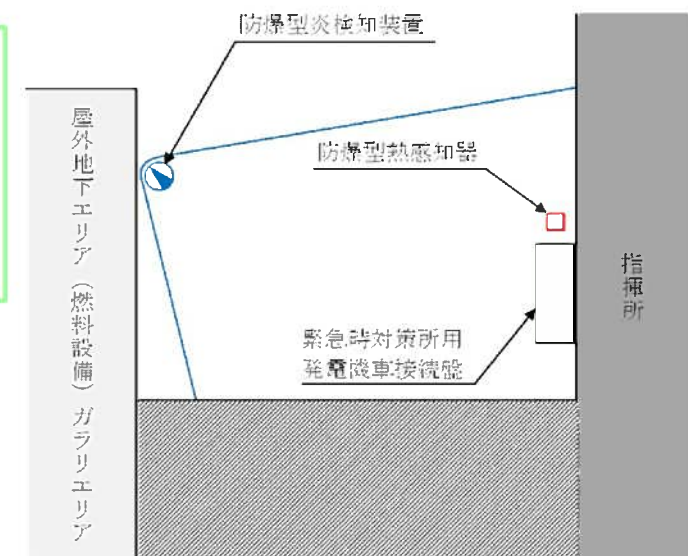 防爆型炎検知装置
防爆型熱感知器
屋外地下エリア（燃料設備）ガラリエリア
指揮所
緊急時対策所用
発電機車接続盤